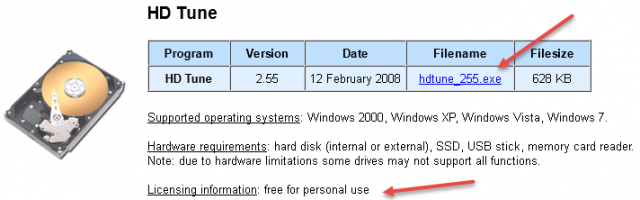 HD Tune
Program Version Date Filename Filesize
HD Tune 2.55 12 February 2008 hdtune_255.exe 628 KB
Supported operating systems: Windows 2000, Windows XP, Windows Vista, Windows 7.
Hardware requirements: hard disk (internal or external), SSD, USB stick, memory card reader.
Note: due to hardware limitations some drives may not support all functions.
Licensing information: free for personal use